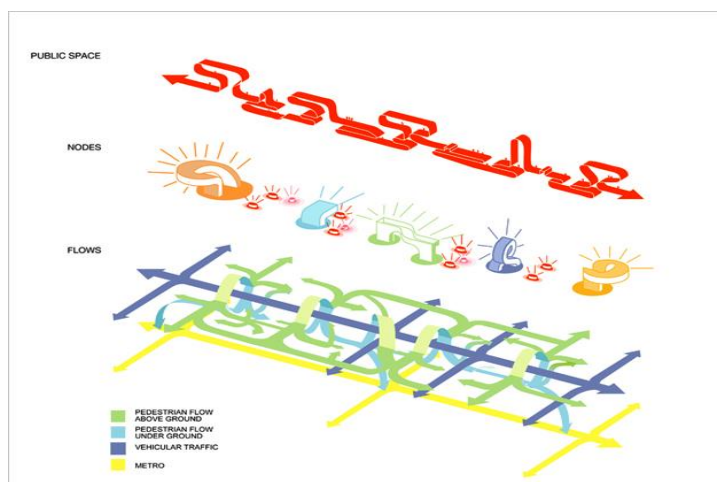 PUBLIC SPACE
NODES
FLOWS
PEDESTRIAN FLOW
ABOVE GROUND
PEDESTRIAN FLOW
UNDER GROUND
VEHICULAR TRAFFIC
METRO